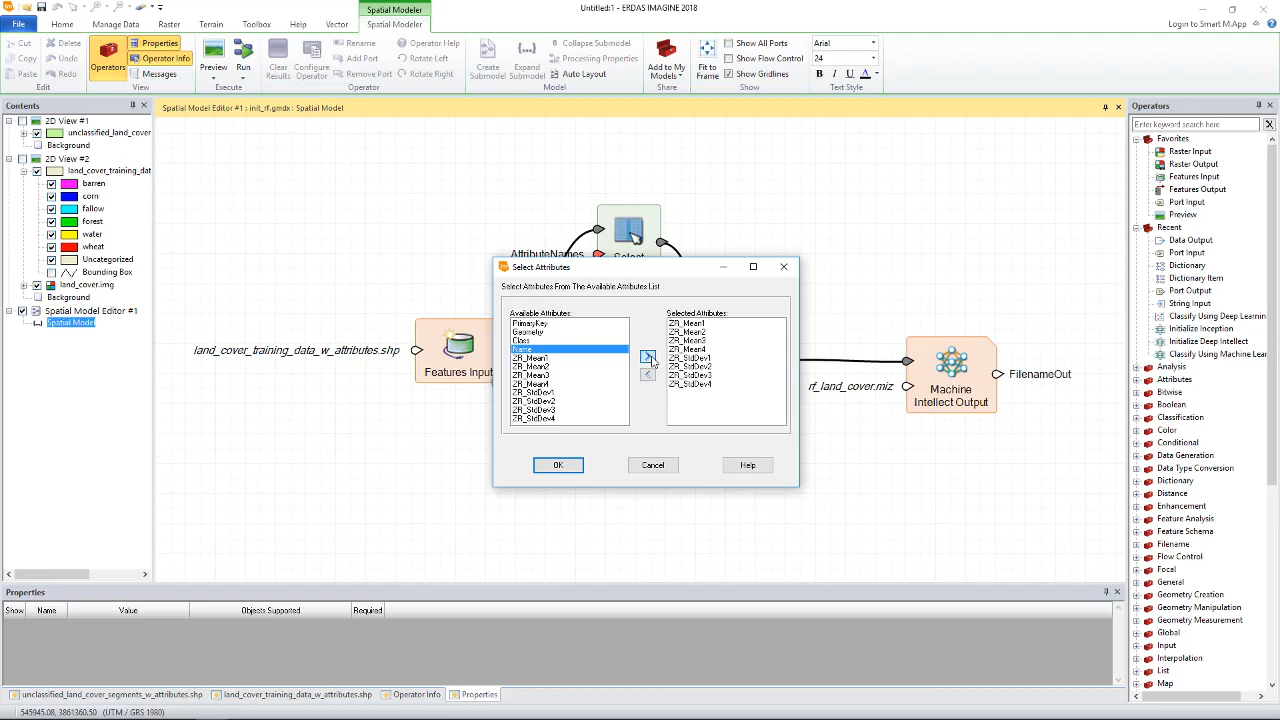 Untitled:1 - ERDAS IMAGINE 2018
Spatial Modeler
File
Home
Manage Data
Raster
Terrain
Toolbox
Help
Vector
Spatial Modeler
Login to Smart M.App
Cut
Copy
Paste
Delete
Undo
Redo
Edit
Operators
Properties
Operator Info
Messages
View
Preview
Run
Execute
Clear Results
Configure Operator
Rename
Add Port
Remove Port
Operator Help
Rotate Left
Rotate Right
Operator
Create Submodel
Expand Submodel
Collapse Submodel
Processing Properties
Auto Layout
Model
Add to My Models
Share
Fit to Frame
Show All Ports
Show Flow Control
Show Gridlines
Show
Arial
24
B I U A
Text Style
Contents
2D View #1
unclassified_land_cover
Background
2D View #2
land_cover_training_dat
barren
corn
fallow
forest
water
wheat
Uncategorized
Bounding Box
land_cover.img
Background
Spatial Model Editor #1
Spatial Model
Spatial Model Editor #1 : init_rf.gmdx : Spatial Model
AttributeNames
Select
land_cover_training_data_w_attributes.shp
Features Input
rf_land_cover.miz
Machine
Intellect Output
FilenameOut
Select Attributes
Select Attributes From The Available Attributes List
Available Attributes:
PrimaryKey
Geometry
Class
Name
ZR_Mean1
ZR_Mean2
ZR_Mean3
ZR_Mean4
ZR_StdDev1
ZR_StdDev2
ZR_StdDev3
ZR_StdDev4
Selected Attributes:
ZR_Mean1
ZR_Mean2
ZR_Mean3
ZR_Mean4
ZR_StdDev1
ZR_StdDev2
ZR_StdDev3
ZR_StdDev4
OK
Cancel
Help
Operators
Enter keyword search here
Favorites
Raster Input
Raster Output
Features Input
Features Output
Port Input
Preview
Recent
Data Output
Port Input
Dictionary
Dictionary Item
Port Output
String Input
Classify Using Deep Learnin
Initialize Inception
Initialize Deep Intellect
Classify Using Machine Lear
Analysis
Attributes
Bitwise
Boolean
Classification
Color
Conditional
Data Generation
Data Type Conversion
Dictionary
Distance
Enhancement
Feature Analysis
Feature Schema
Filename
Flow Control
Focal
General
Geometry Creation
Geometry Manipulation
Geometry Measurement
Global
Input
Interpolation
List
Map
Properties
Show
Name
Value
Objects Supported
Required
unclassified_land_cover_segments_w_attributes.shp
land_cover_training_data_w_attributes.shp
Operator Info
Properties
545945.08, 3861360.50 (UTM / GRS 1980)